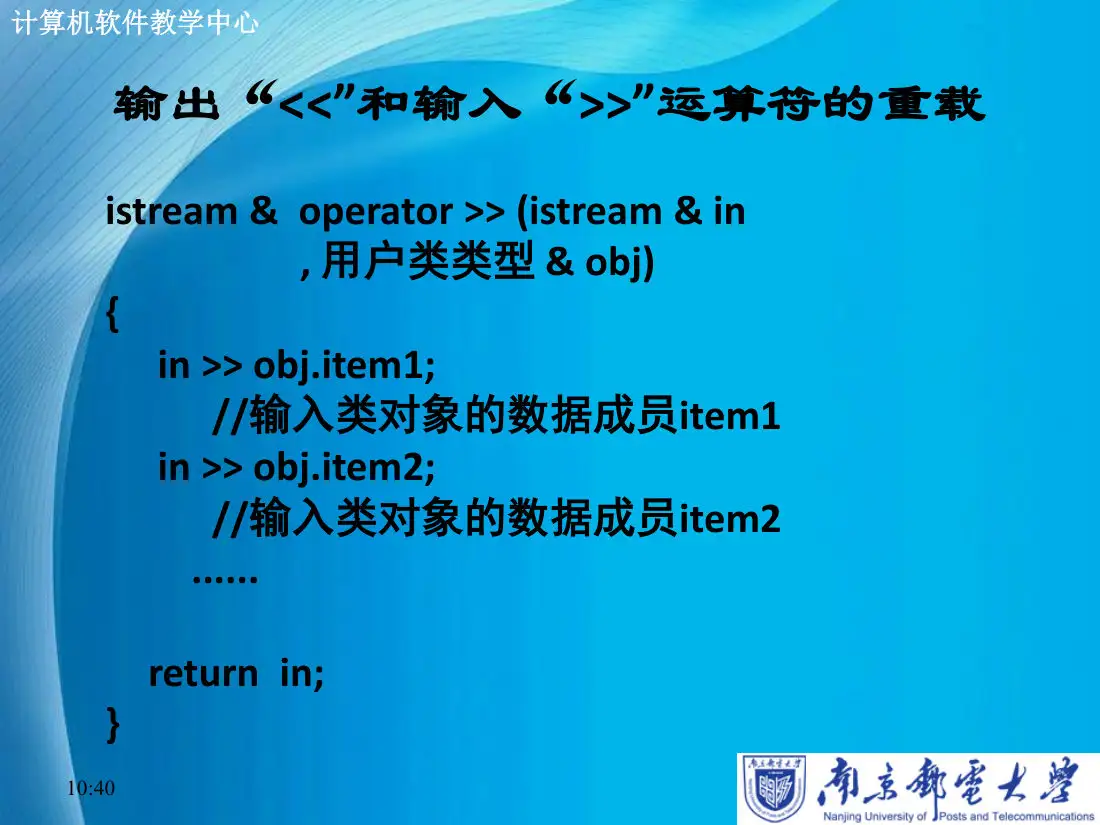 计算机软件教学中心
输出“<<”和输入“>>”运算符的重载
istream & operator >> (istream & in
, 用户类类型 & obj)
{
in >> obj.item1;
//输入类对象的数据成员item1
in >> obj.item2;
//输入类对象的数据成员item2
......
return in;
}
10:40
南京郵電大學
Nanjing University of Posts and Telecommunications